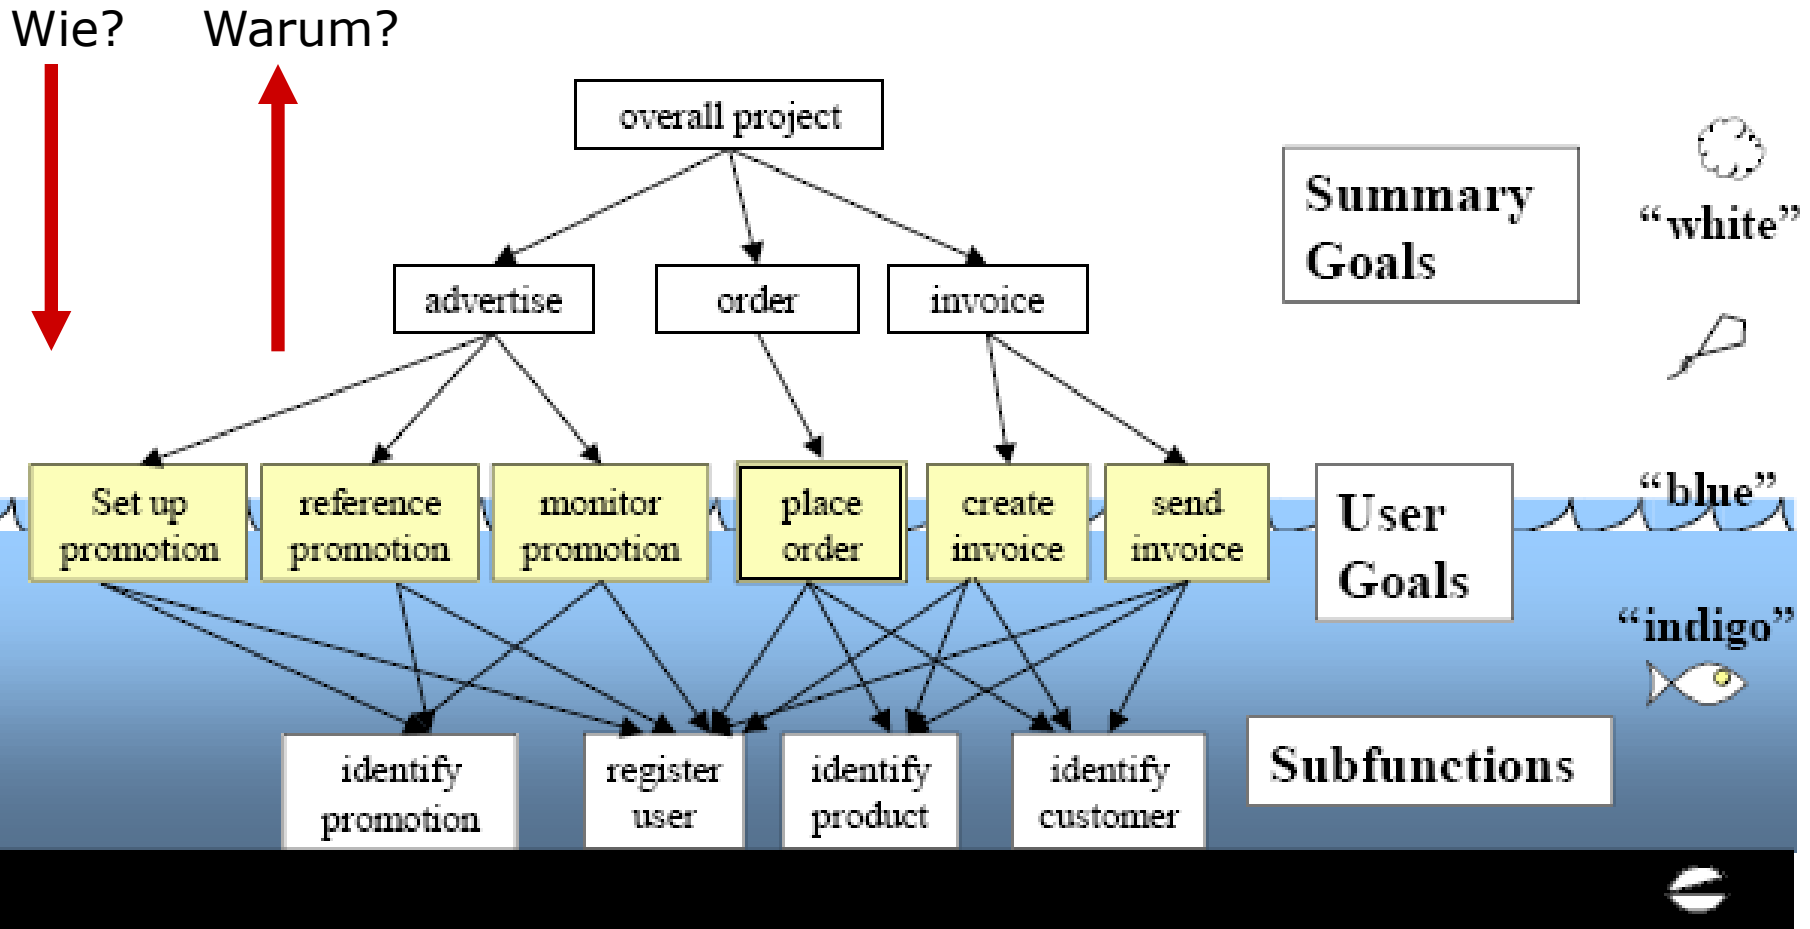 Wie? Warum?
overall project
Summary
Goals
“white”
advertise
order
invoice
Set up
promotion
reference
promotion
monitor
promotion
place
order
create
invoice
send
invoice
User
Goals
“blue”
“indigo”
identify
promotion
register
user
identify
product
identify
customer
Subfunctions